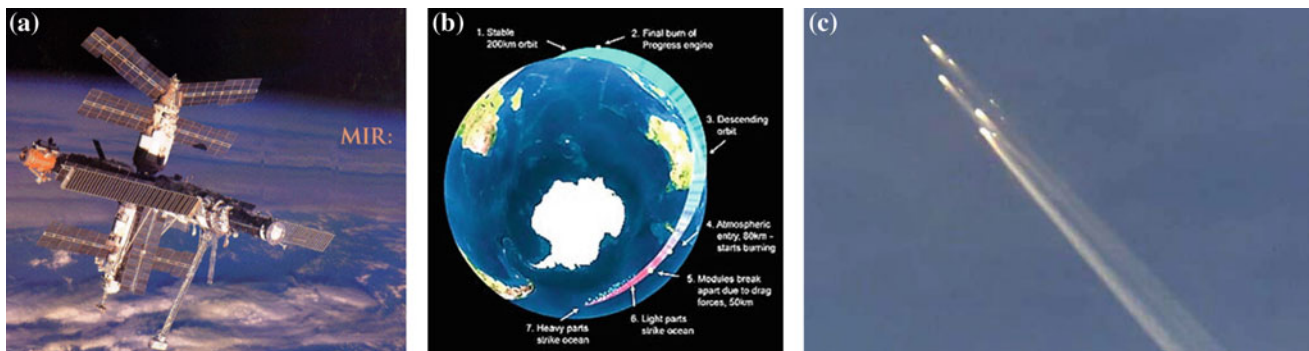 (a)
MIR:
(b)
1. Stable
200km orbit
2. Final burn of
Progress engine
3. Descending
orbit
4. Atmospheric
entry, 80km -
starts burning
5. Modules break
apart due to drag
forces, 50km
6. Light parts
strike ocean
7. Heavy parts
strike ocean
(c)